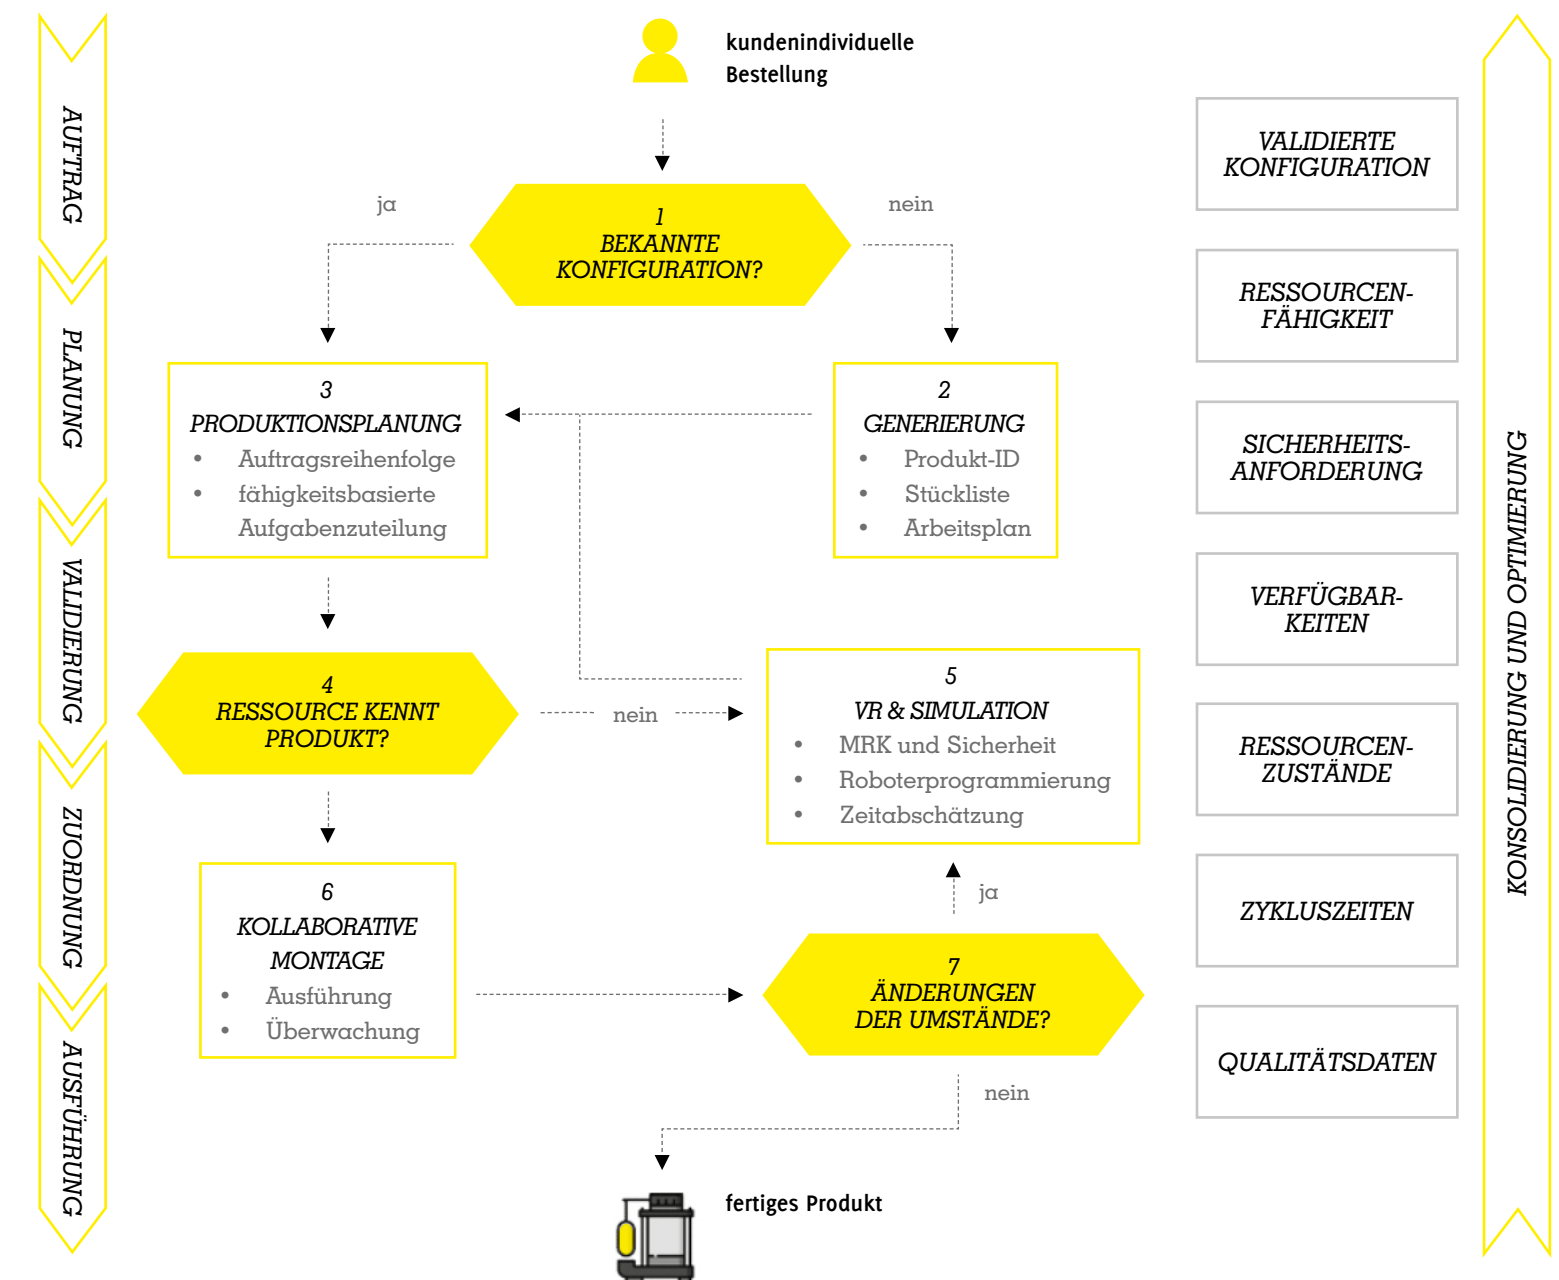 kundenindividuelle
Bestellung
AUFTRAG
PLANUNG
VALIDIERUNG
ZUORDNUNG
AUSFÜHRUNG
ja
nein
1
BEKANNTE
KONFIGURATION?
3
PRODUKTIONSPLANUNG
• Auftragsreihenfolge
• fähigkeitsbasierte
Aufgabenzuteilung
2
GENERIERUNG
• Produkt-ID
• Stückliste
• Arbeitsplan
4
RESSOURCE KENNT
PRODUKT?
nein
5
VR & SIMULATION
• MRK und Sicherheit
• Roboterprogrammierung
• Zeitabschätzung
6
KOLLABORATIVE
MONTAGE
• Ausführung
• Überwachung
ja
7
ÄNDERUNGEN
DER UMSTÄNDE?
nein
fertiges Produkt
VALIDIERTE
KONFIGURATION
RESSOURCEN-
FÄHIGKEIT
SICHERHEITS-
ANFORDERUNG
VERFÜGBAR-
KEITEN
RESSOURCEN-
ZUSTÄNDE
ZYKLUSZEITEN
QUALITÄTSDATEN
KONSOLIDIERUNG UND OPTIMIERUNG